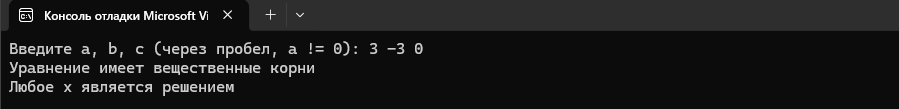 Консоль отладки Microsoft Vi
Введите a, b, c (через пробел, a != 0): 3 -3 0
Уравнение имеет вещественные корни
Любое x является решением